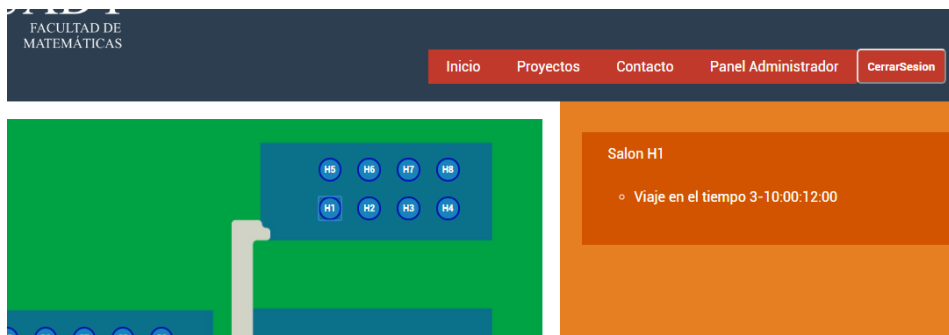 FACULTAD DE
MATEMÁTICAS
Inicio Proyectos Contacto Panel Administrador CerrarSesion
H5 H6 H7 H8
H1 H2 H3 H4
Salon H1
Viaje en el tiempo 3-10:00:12:00